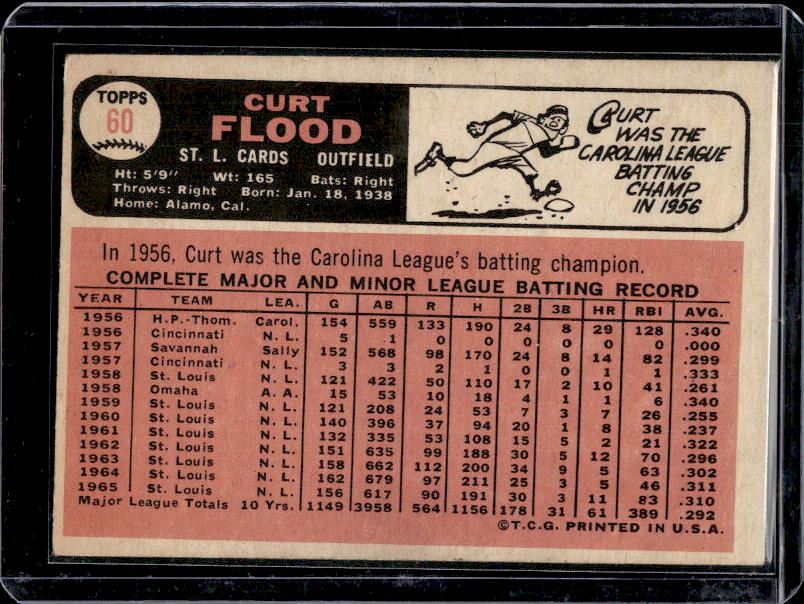 TOPPS
60
CURT
FLOOD
ST. L. CARDS OUTFIELD
Ht: 5'9" Wt: 165 Bats: Right
Throws: Right Born: Jan. 18, 1938
Home: Alamo, Cal.
CURT
WAS THE
CAROLINA LEAGUE
BATTING
CHAMP
IN 1956
In 1956, Curt was the Carolina League's batting champion.
COMPLETE MAJOR AND MINOR LEAGUE BATTING RECORD
YEAR TEAM LEA. G AB R H 2B 3B HR RBI AVG.
1956 H.P.-Thom. Carol. 154 559 133 190 24 8 29 128 .340
1956 Cincinnati N. L. 5 1 0 0 0 0 0 0 .000
1957 Savannah Sally 152 568 98 170 24 8 14 82 .299
1957 Cincinnati N. L. 3 3 2 1 0 0 1 1 .333
1958 St. Louis N. L. 121 422 50 110 17 2 10 41 .261
1958 Omaha A. A. 15 53 10 18 4 1 1 6 .340
1959 St. Louis N. L. 121 208 24 53 7 3 7 26 .255
1960 St. Louis N. L. 140 396 37 94 20 1 8 38 .237
1961 St. Louis N. L. 132 335 53 108 15 5 2 21 .322
1962 St. Louis N. L. 151 635 99 188 30 5 12 70 .296
1963 St. Louis N. L. 158 662 112 200 34 9 5 63 .302
1964 St. Louis N. L. 162 679 97 211 25 3 5 46 .311
1965 St. Louis N. L. 156 617 90 191 30 3 11 83 .310
Major League Totals 10 Yrs. 1149 3958 564 1156 178 31 61 389 .292
©T.C.G. PRINTED IN U.S.A.